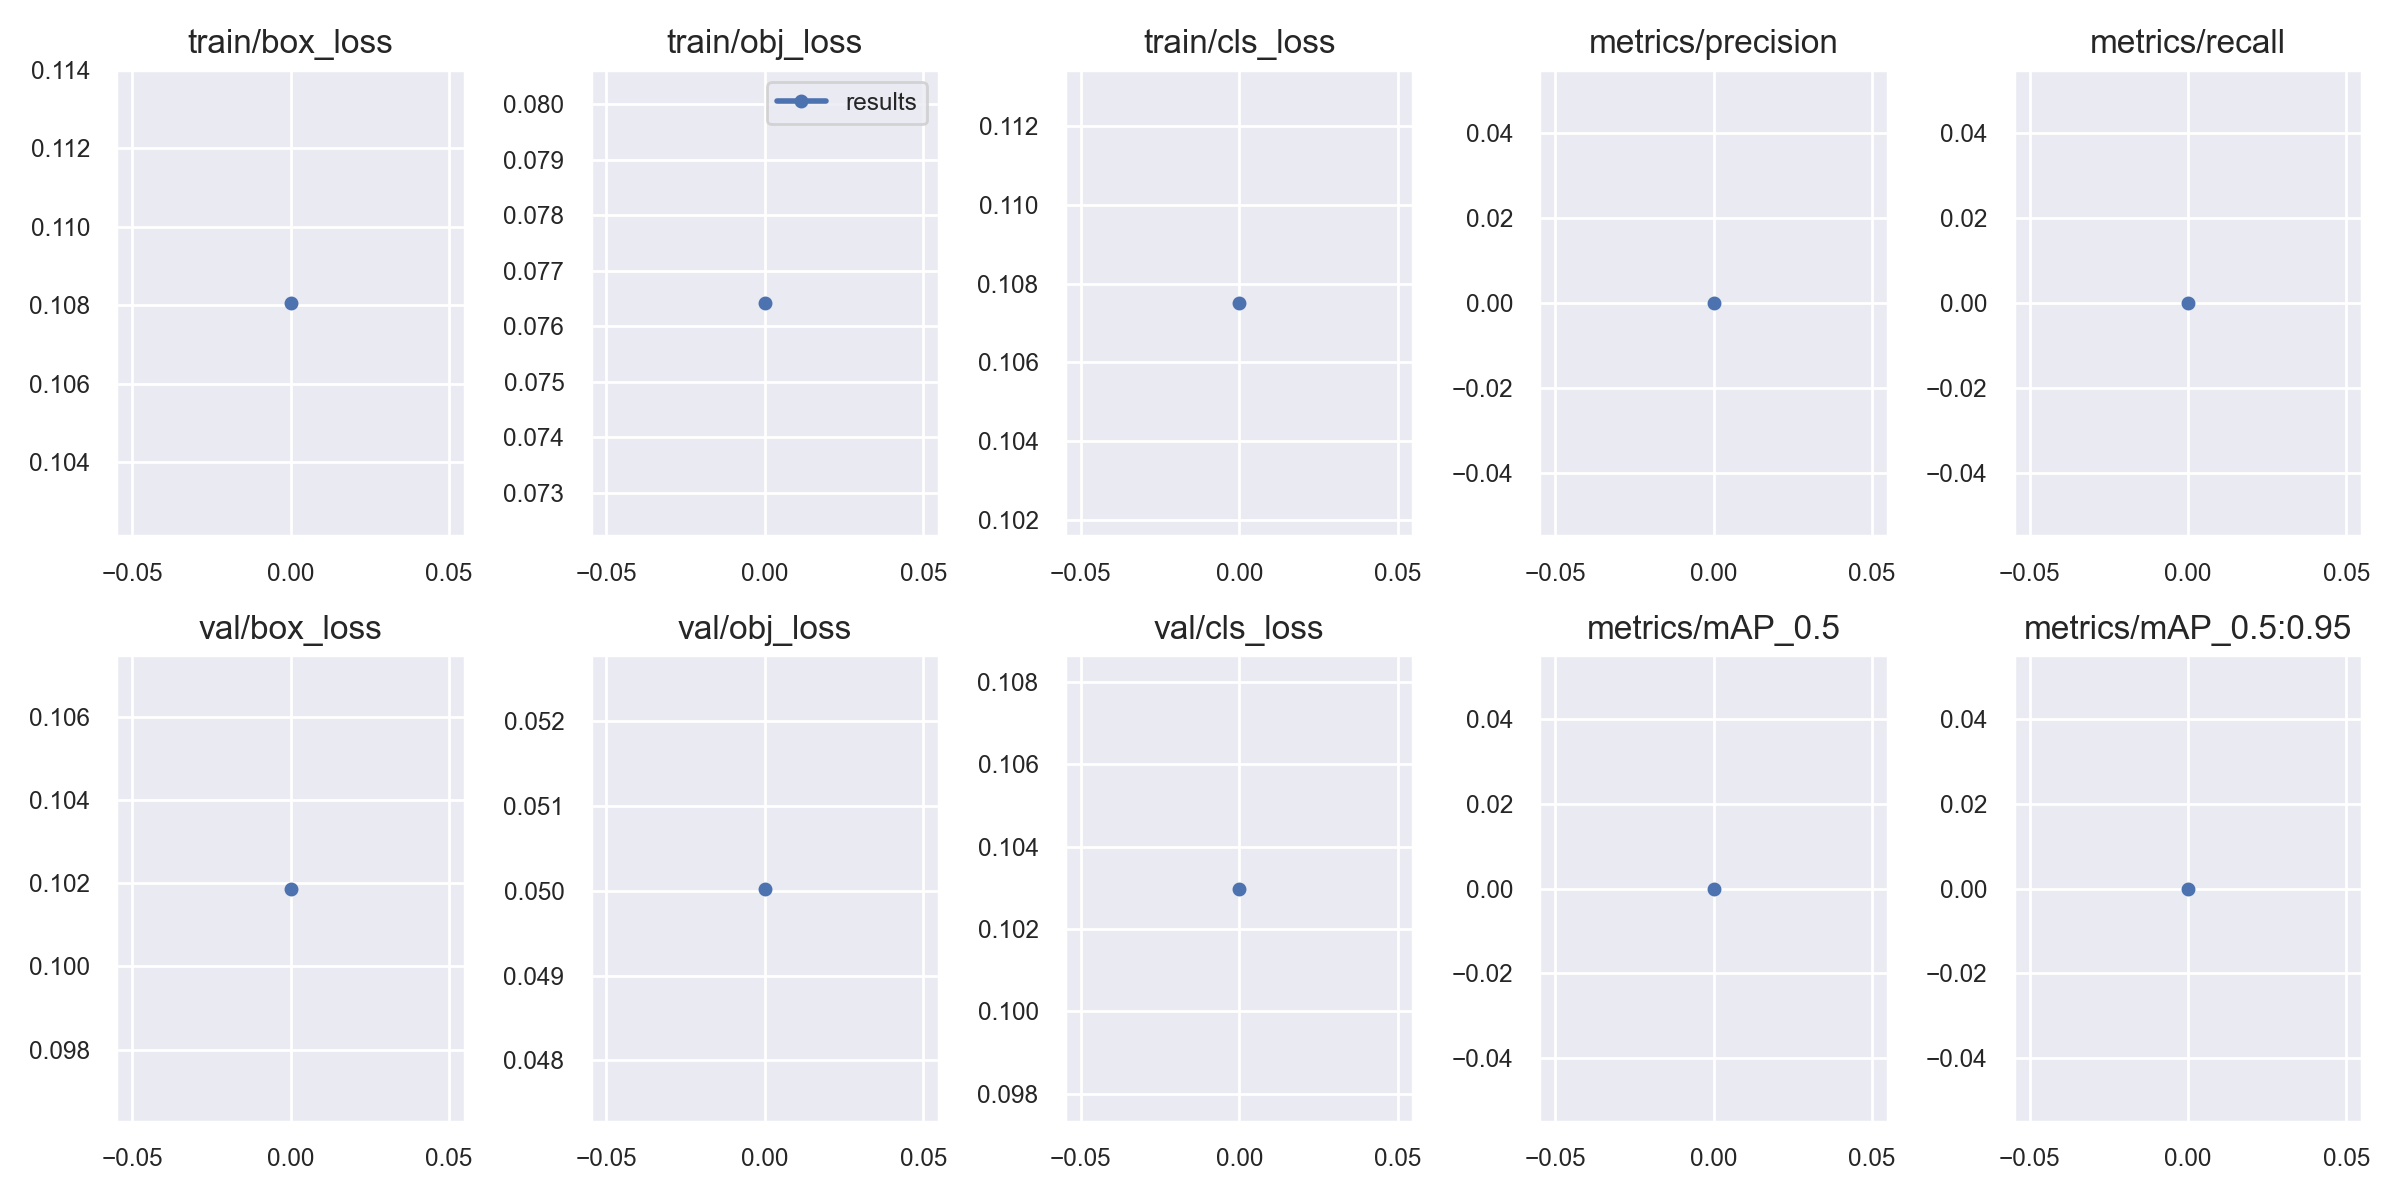 train/box_loss
0.114
0.112
0.110
0.108
0.106
0.104
−0.05 0.00 0.05
train/obj_loss
results
0.080
0.079
0.078
0.077
0.076
0.075
0.074
0.073
−0.05 0.00 0.05
train/cls_loss
0.112
0.110
0.108
0.106
0.104
0.102
−0.05 0.00 0.05
metrics/precision
0.04
0.02
0.00
−0.02
−0.04
−0.05 0.00 0.05
metrics/recall
0.04
0.02
0.00
−0.02
−0.04
−0.05 0.00 0.05
val/box_loss
0.106
0.104
0.102
0.100
0.098
−0.05 0.00 0.05
val/obj_loss
0.052
0.051
0.050
0.049
0.048
−0.05 0.00 0.05
val/cls_loss
0.108
0.106
0.104
0.102
0.100
0.098
−0.05 0.00 0.05
metrics/mAP_0.5
0.04
0.02
0.00
−0.02
−0.04
−0.05 0.00 0.05
metrics/mAP_0.5:0.95
0.04
0.02
0.00
−0.02
−0.04
−0.05 0.00 0.05